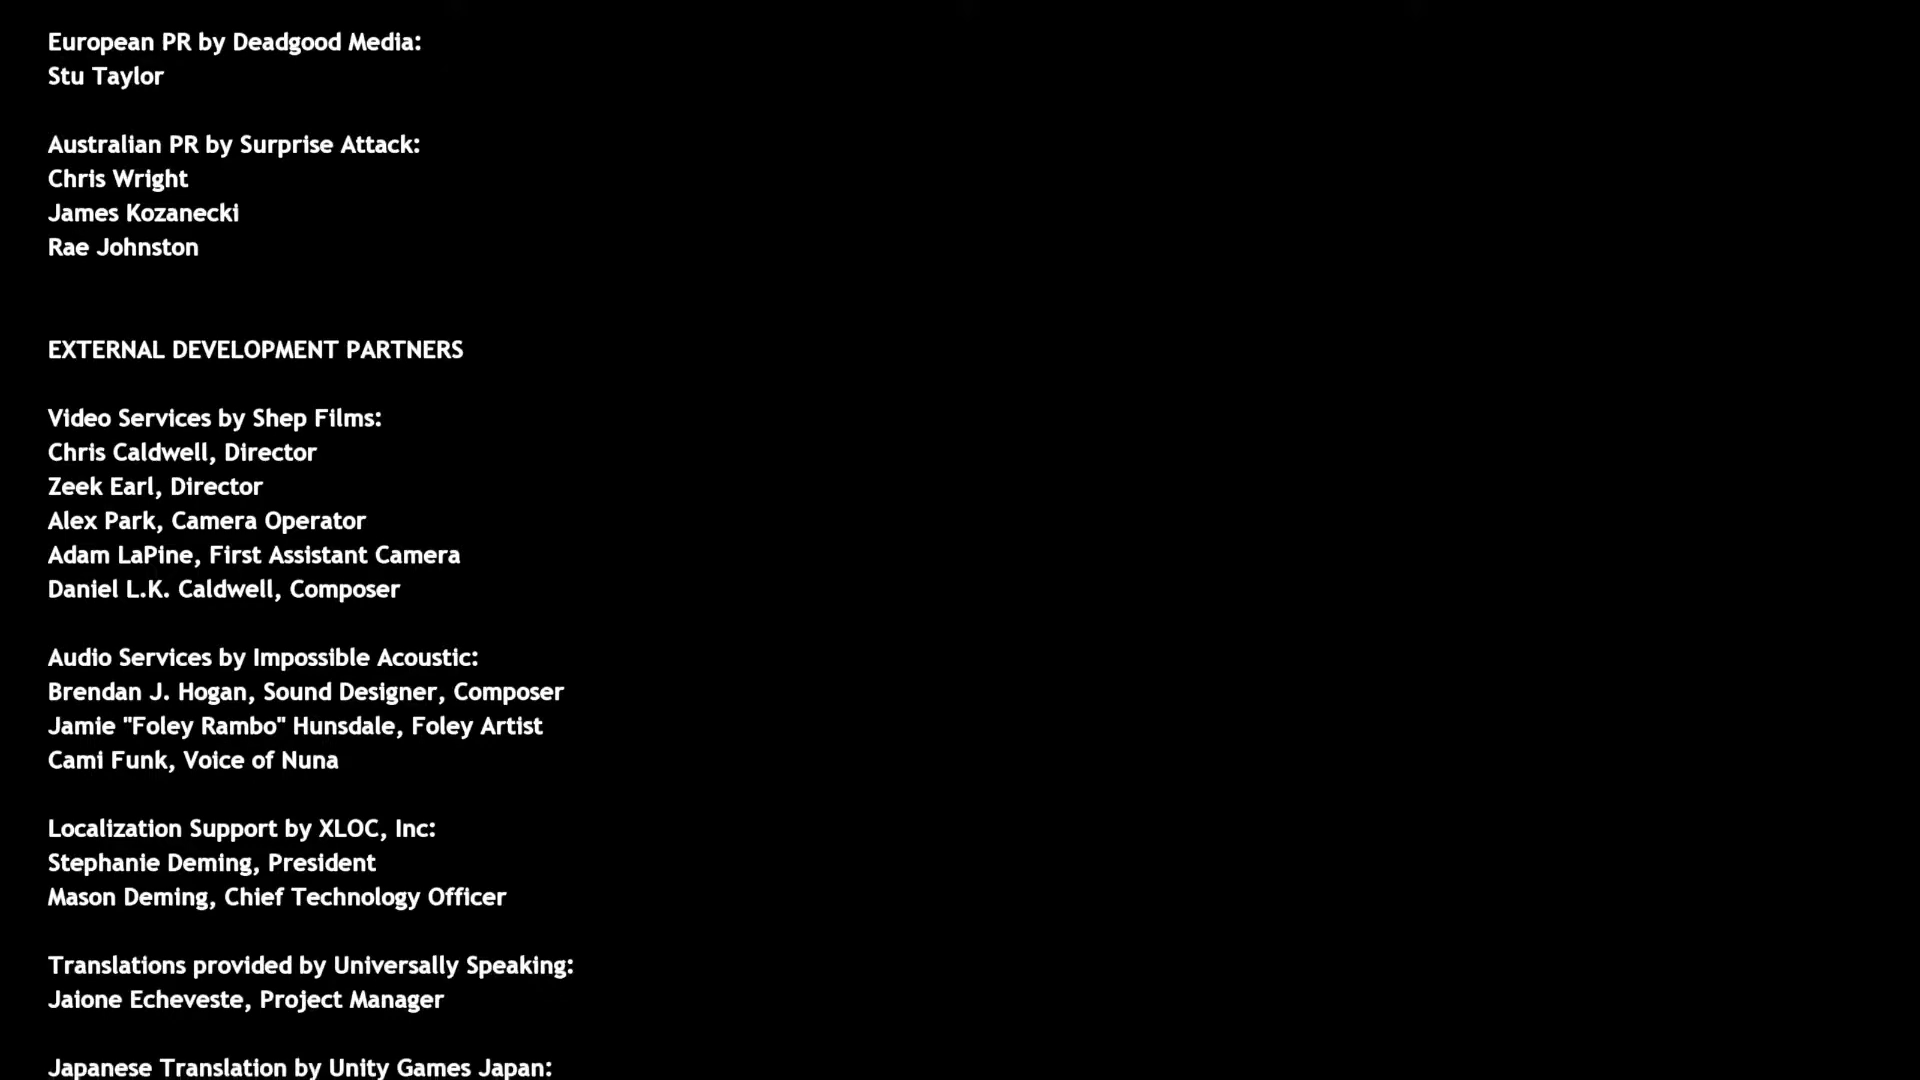 European PR by Deadgood Media:
Stu Taylor
Australian PR by Surprise Attack:
Chris Wright
James Kozanecki
Rae Johnston
EXTERNAL DEVELOPMENT PARTNERS
Video Services by Shep Films:
Chris Caldwell, Director
Zeek Earl, Director
Alex Park, Camera Operator
Adam LaPine, First Assistant Camera
Daniel L.K. Caldwell, Composer
Audio Services by Impossible Acoustic:
Brendan J. Hogan, Sound Designer, Composer
Jamie "Foley Rambo" Hunsdale, Foley Artist
Cami Funk, Voice of Nuna
Localization Support by XLOC, Inc:
Stephanie Deming, President
Mason Deming, Chief Technology Officer
Translations provided by Universally Speaking:
Jaione Echeveste, Project Manager
Japanese Translation by Unity Games Japan: